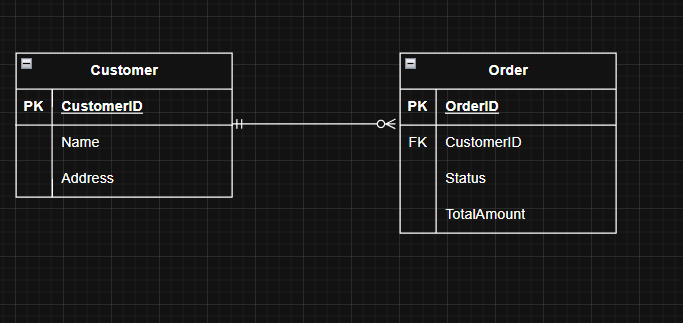 Customer
PK CustomerID
Name
Address
Order
PK OrderID
FK CustomerID
Status
TotalAmount